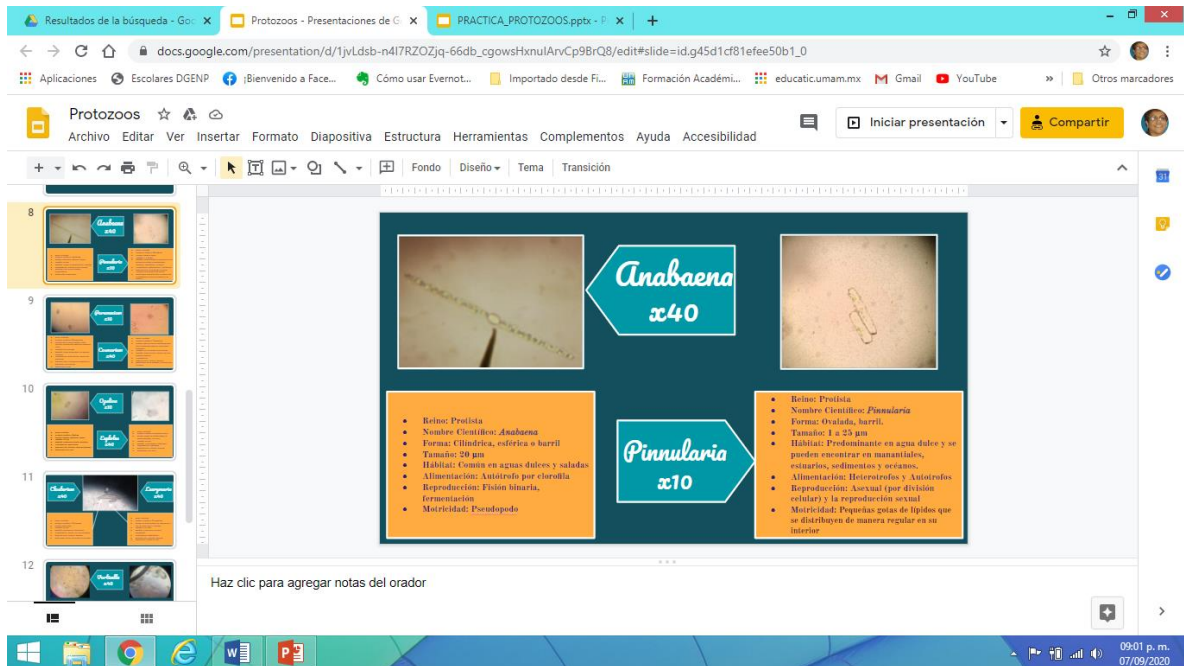 Resultados de la búsqueda - Goo
Protozoos - Presentaciones de G
PRACTICA_PROTOZOOS.pptx - P
docs.google.com/presentation/d/1jvLdsb-n4I7RZOZjq-66db_cgowsHxnulArvCp9BrQ8/edit#slide=id.g45d1cf81efee50b1_0
Aplicaciones
Escolares DGENP
¡Bienvenido a Face...
Cómo usar Evernot...
Importado desde Fi...
Formación Académi...
educatic.unam.mx
Gmail
YouTube
»
Otros marcadores
Protozoos
Archivo Editar Ver Insertar Formato Diapositiva Estructura Herramientas Complementos Ayuda Accesibilidad
Iniciar presentación
Compartir
Fondo
Diseño
Tema
Transición
31
8
Anabaena
x40
9
10
11
12
Anabaena
x40
• Reino: Protista
• Nombre Científico: Anabaena
• Forma: Cilíndrica, esférica o barril
• Tamaño: 20 µm
• Hábitat: Común en aguas dulces y saladas
• Alimentación: Autótrofo por clorofila
• Reproducción: Fisión binaria,
fermentación
• Motricidad: Pseudopodo
Pinnularia
x10
• Reino: Protista
• Nombre Científico: Pinnularia
• Forma: Ovalada, barril.
• Tamaño: 1 a 25 µm
• Hábitat: Predominante en agua dulce y se
pueden encontrar en manantiales,
estuarios, sedimentos y océanos.
• Alimentación: Heterotrofos y Autotrofos
• Reproducción: Asexual (por división
celular) y la reproducción sexual
• Motricidad: Pequeñas gotas de lípidos que
se distribuyen de manera regular en su
interior
Haz clic para agregar notas del orador
09:01 p. m.
07/09/2020